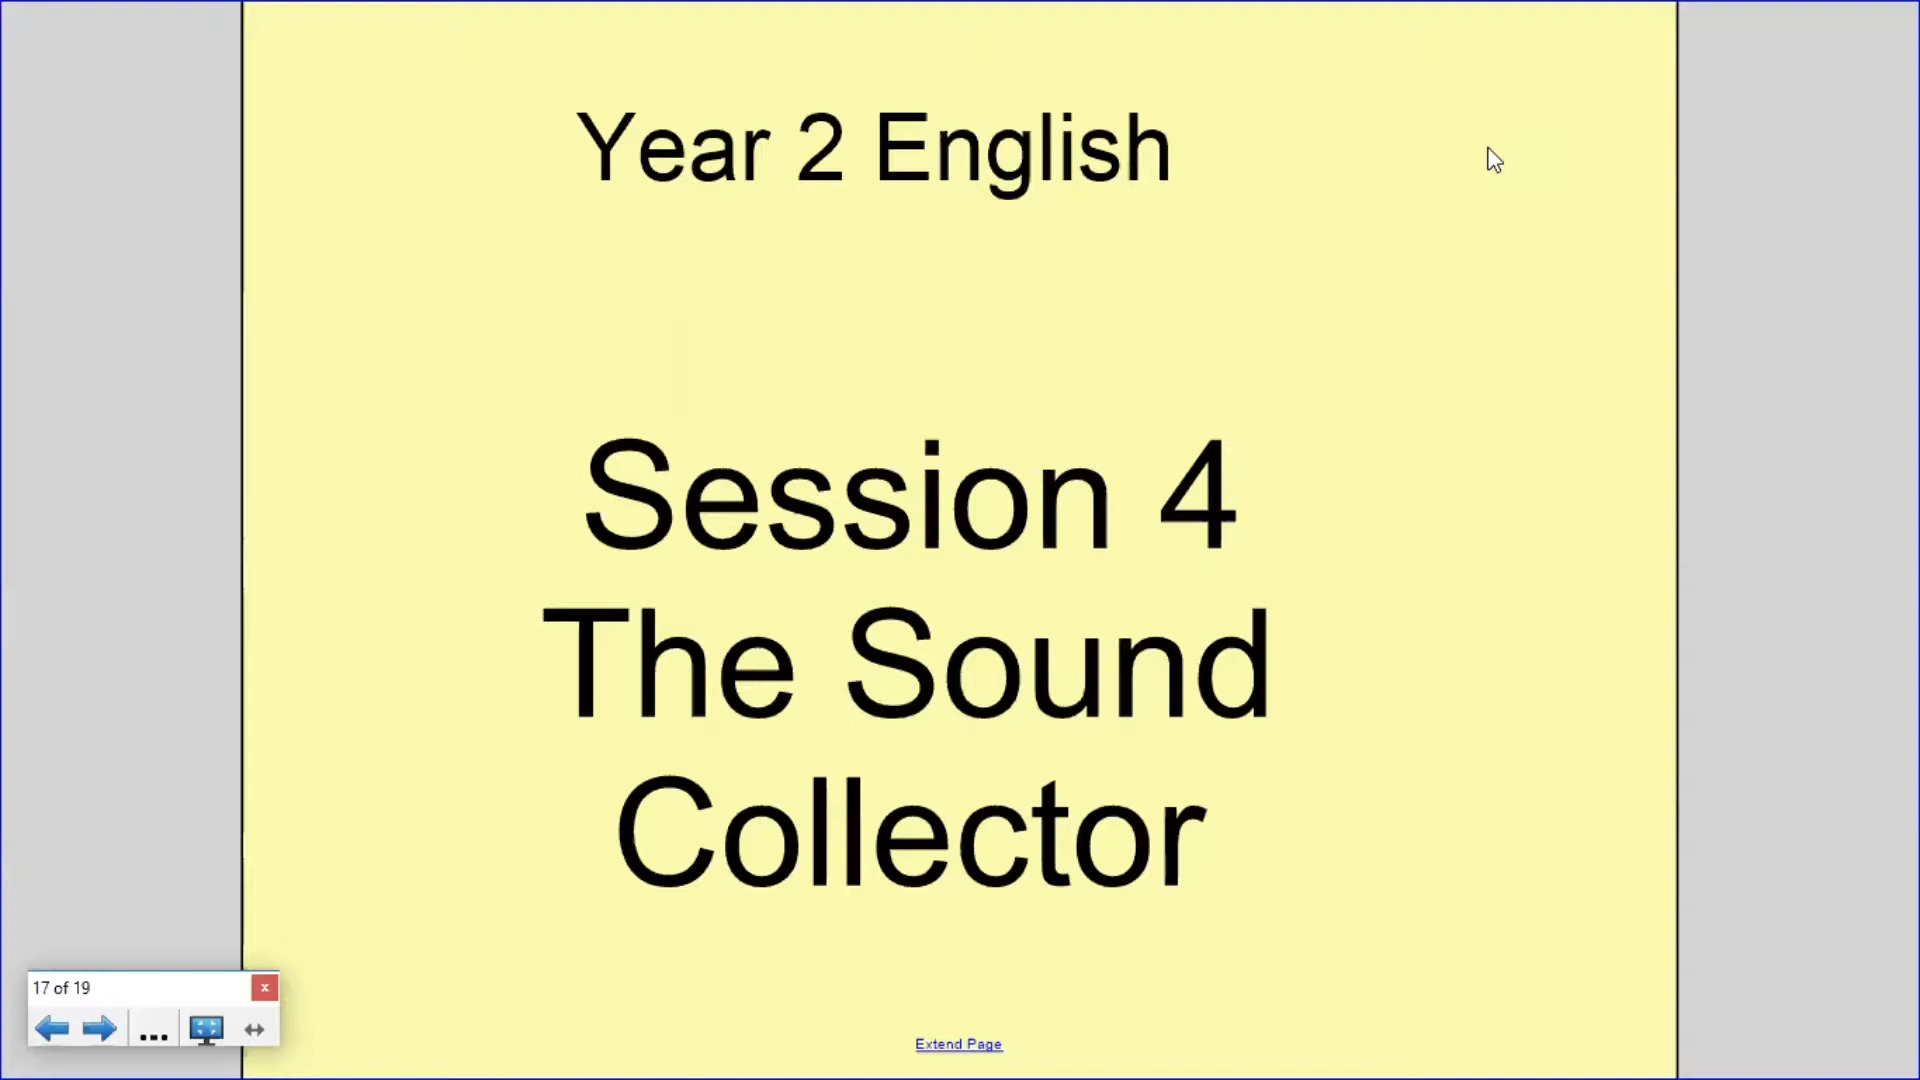 Year 2 English
Session 4
The Sound
Collector
17 of 19
Extend Page